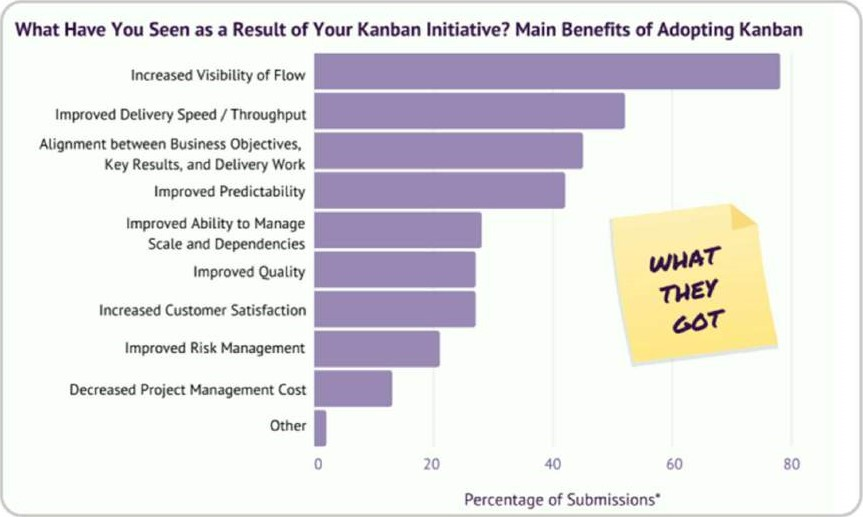 What Have You Seen as a Result of Your Kanban Initiative? Main Benefits of Adopting Kanban
Increased Visibility of Flow
Improved Delivery Speed / Throughput
Alignment between Business Objectives,
Key Results, and Delivery Work
Improved Predictability
Improved Ability to Manage
Scale and Dependencies
Improved Quality
Increased Customer Satisfaction
Improved Risk Management
Decreased Project Management Cost
Other
WHAT
THEY
GOT
0 20 40 60 80
Percentage of Submissions*